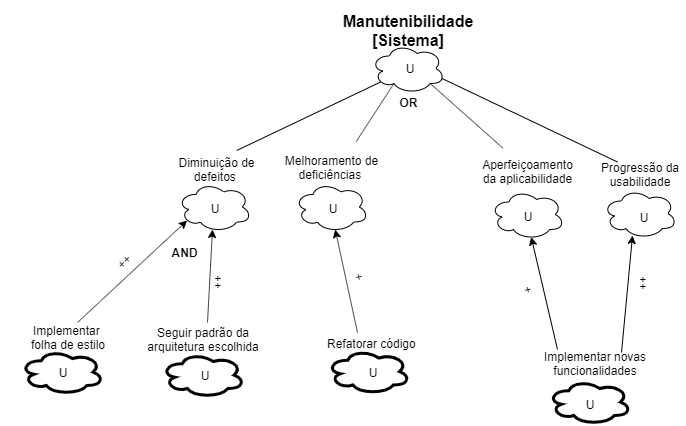 Manutenibilidade
[Sistema]
U
OR
Diminuição de
defeitos
U
Melhoramento de
deficiências
U
Aperfeiçoamento
da aplicabilidade
U
Progressão da
usabilidade
U
AND
++
++
+
+
++
Implementar
folha de estilo
U
Seguir padrão da
arquitetura escolhida
U
Refatorar código
U
Implementar novas
funcionalidades
U